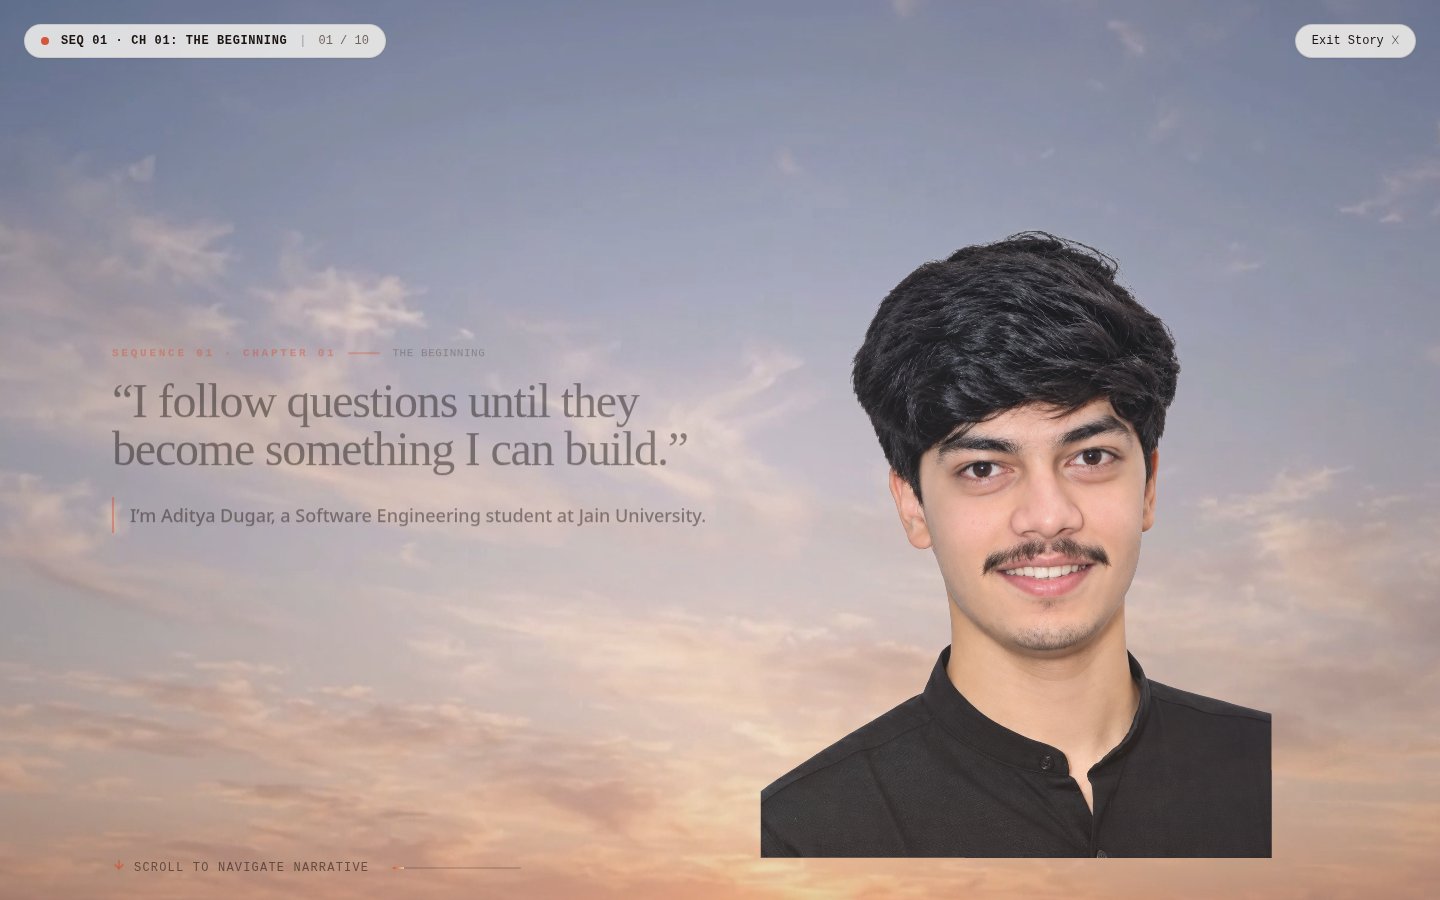 SEQ 01 · CH 01: THE BEGINNING | 01 / 10
Exit Story X
SEQUENCE 01 · CHAPTER 01 THE BEGINNING
“I follow questions until they
become something I can build.”
I’m Aditya Dugar, a Software Engineering student at Jain University.
SCROLL TO NAVIGATE NARRATIVE